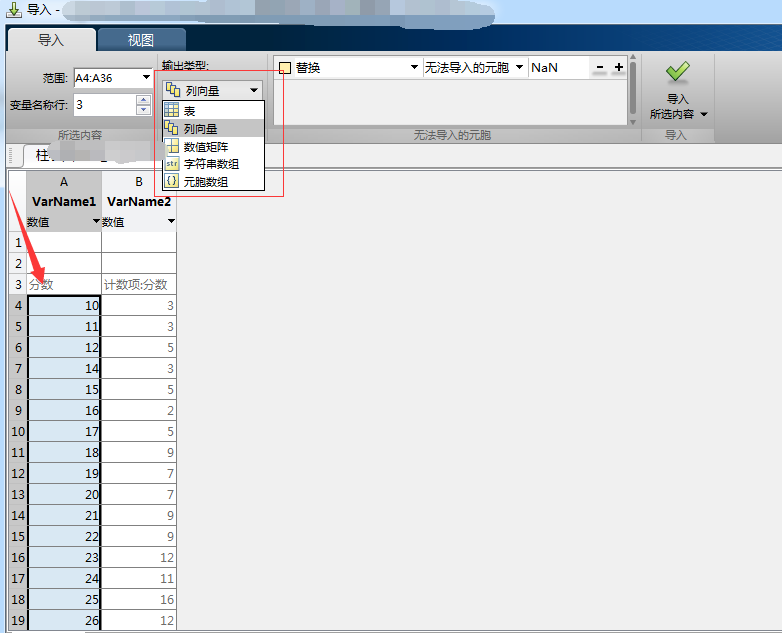 导入 -
导入 视图
范围: A4:A36
变量名称行: 3
所选内容
输出类型:
列向量
表
列向量
数值矩阵
str 字符串数组
{} 元胞数组
替换 无法导入的元胞 NaN - +
无法导入的元胞
导入
所选内容
导入
柱
A B
VarName1 VarName2
数值 数值
1
2
3 分数 计数项:分数
4 10 3
5 11 3
6 12 5
7 14 3
8 15 5
9 16 2
10 17 5
11 18 9
12 19 7
13 20 7
14 21 9
15 22 9
16 23 12
17 24 11
18 25 16
19 26 12